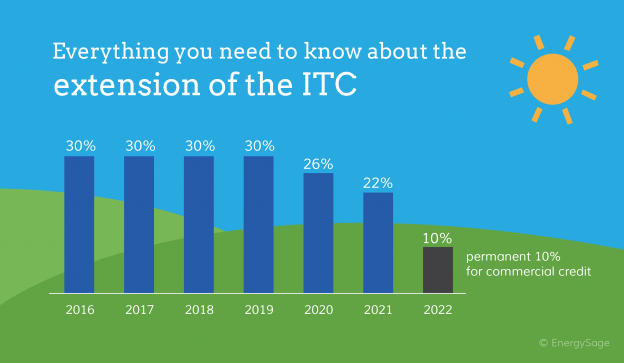 Everything you need to know about the
extension of the ITC
30% 30% 30% 30%
26%
22%
10%
permanent 10%
for commercial credit
2016 2017 2018 2019 2020 2021 2022
© EnergySage